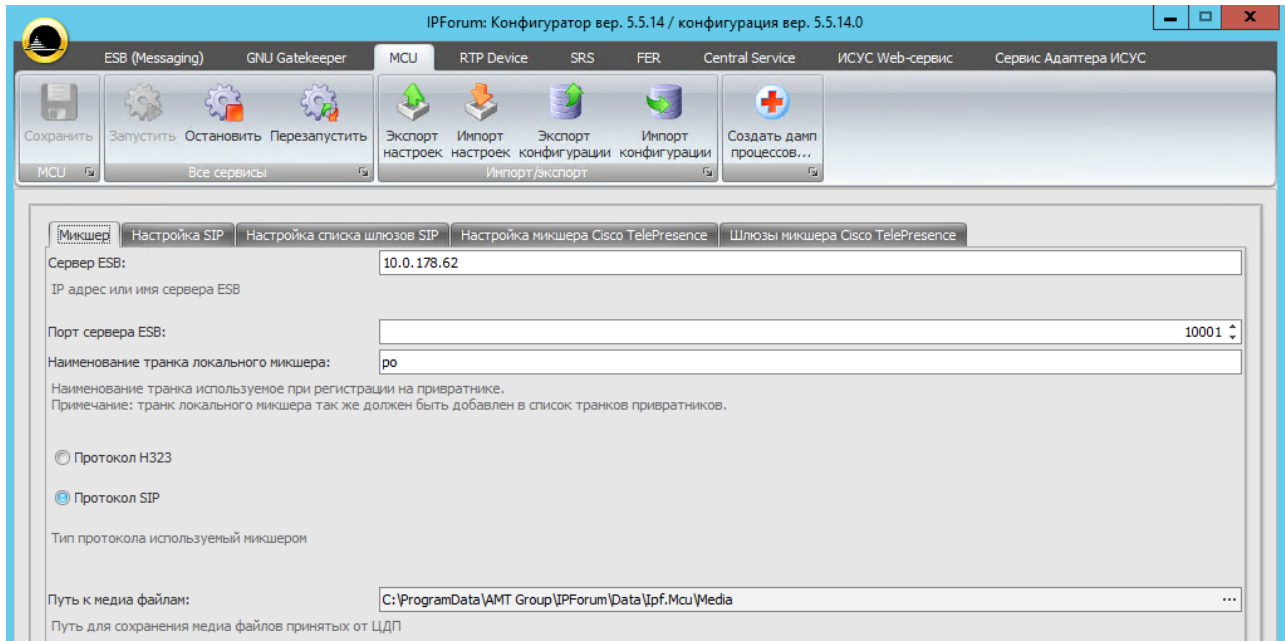 IPForum: Конфигуратор вер. 5.5.14 / конфигурация вер. 5.5.14.0
ESB (Messaging) GNU Gatekeeper MCU RTP Device SRS FER Central Service ИСУС Web-сервис Сервис Адаптера ИСУС
Сохранить Запустить Остановить Перезапустить Экспорт настроек Импорт настроек Экспорт конфигурации Импорт конфигурации Создать дамп процессов...
MCU Все сервисы Импорт/экспорт
Микшер Настройка SIP Настройка списка шлюзов SIP Настройка микшера Cisco TelePresence Шлюзы микшера Cisco TelePresence
Сервер ESB: 10.0.178.62
IP адрес или имя сервера ESB
Порт сервера ESB: 10001
Наименование транка локального микшера: po
Наименование транка используемое при регистрации на привратнике.
Примечание: транк локального микшера так же должен быть добавлен в список транков привратников.
Протокол H323
Протокол SIP
Тип протокола используемый микшером
Путь к медиа файлам: C:\ProgramData\AMT Group\IPForum\Data\Ipf.Mcu\Media ...
Путь для сохранения медиа файлов принятых от ЦДП